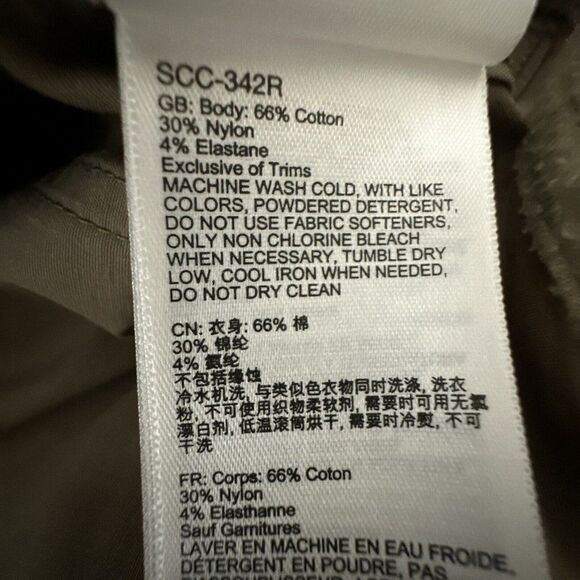 SCC-342R
GB: Body: 66% Cotton
30% Nylon
4% Elastane
Exclusive of Trims
MACHINE WASH COLD, WITH LIKE
COLORS, POWDERED DETERGENT,
DO NOT USE FABRIC SOFTENERS,
ONLY NON CHLORINE BLEACH
WHEN NECESSARY, TUMBLE DRY
LOW, COOL IRON WHEN NEEDED,
DO NOT DRY CLEAN
CN: 衣身: 66% 棉
30% 锦纶
4% 氨纶
不包括缘蚀
冷水机洗, 与类似色衣物同时洗涤, 洗衣
粉, 不可使用织物柔软剂, 需要时可用无氯
漂白剂, 低温滚筒烘干, 需要时冷熨, 不可
干洗
FR: Corps: 66% Coton
30% Nylon
4% Elasthanne
Sauf Garnitures
LAVER EN MACHINE EN EAU FROIDE,
DÉTERGENT EN POUDRE, PAS